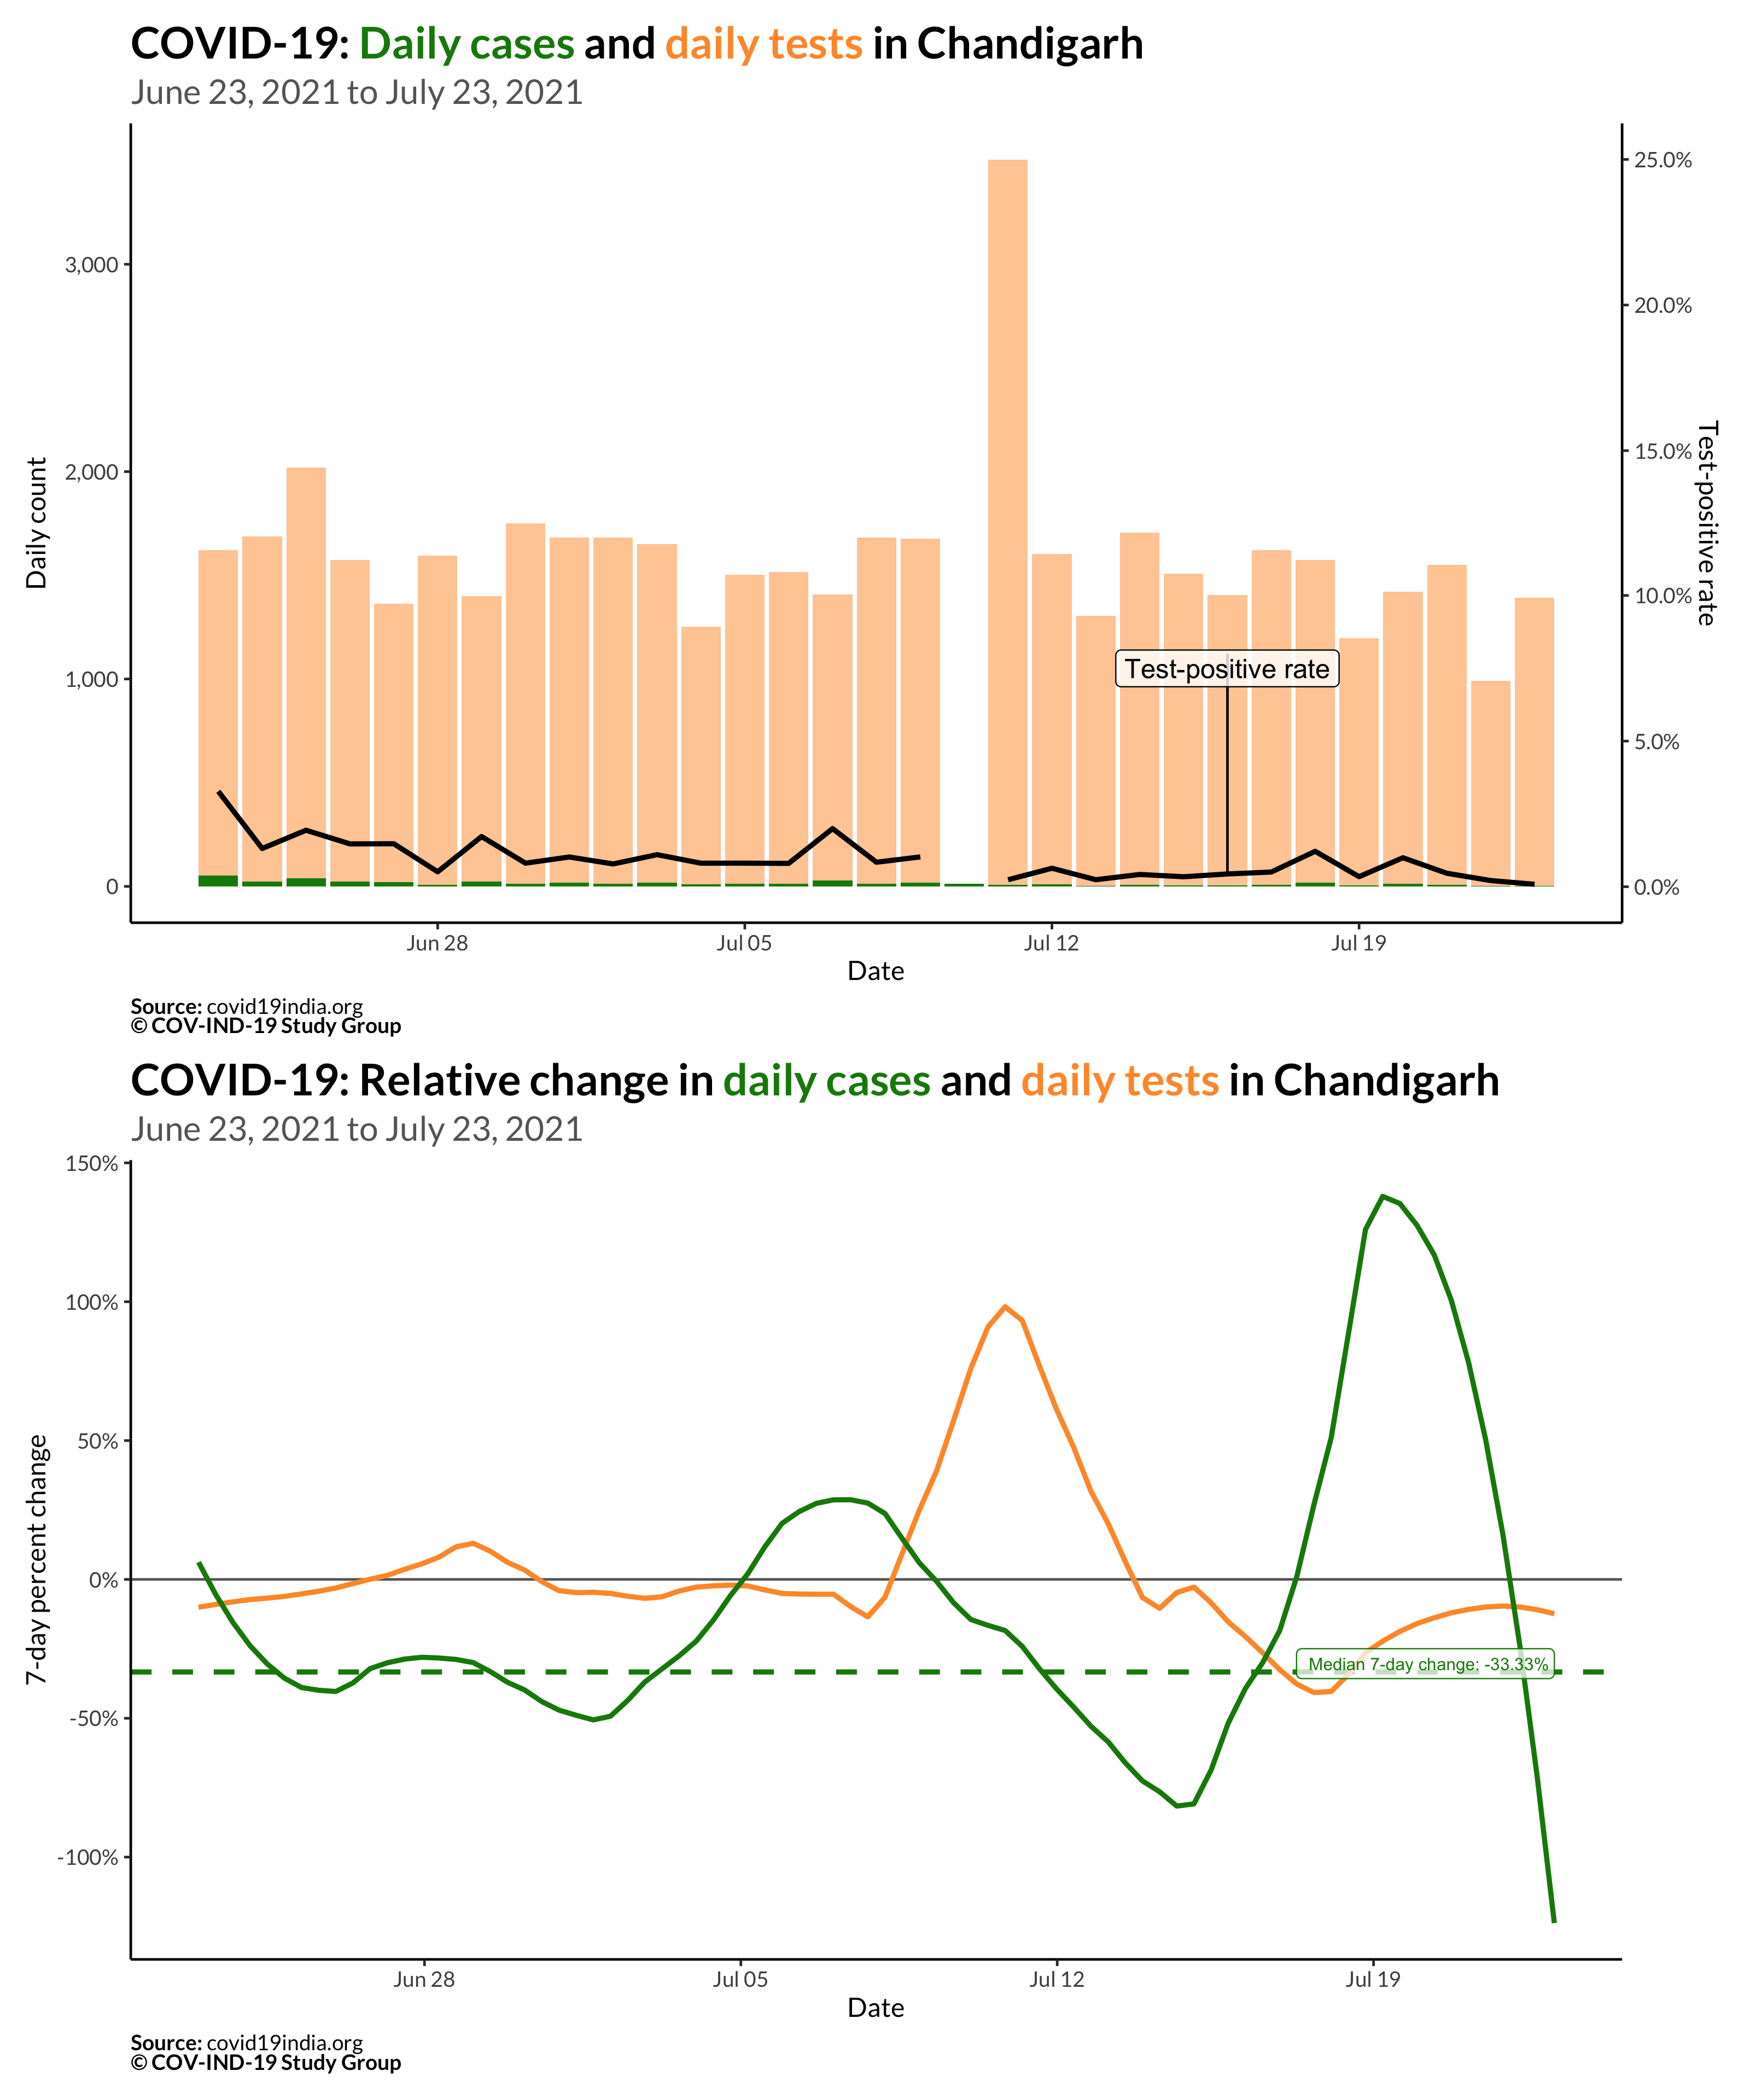 COVID-19: Daily cases and daily tests in Chandigarh
June 23, 2021 to July 23, 2021
Daily count
3,000
2,000
1,000
0
25.0%
20.0%
15.0%
10.0%
5.0%
0.0%
Test-positive rate
Test-positive rate
Jun 28
Jul 05
Jul 12
Jul 19
Date
Source: covid19india.org
© COV-IND-19 Study Group
COVID-19: Relative change in daily cases and daily tests in Chandigarh
June 23, 2021 to July 23, 2021
7-day percent change
150%
100%
50%
0%
-50%
-100%
Median 7-day change: -33.33%
Jun 28
Jul 05
Jul 12
Jul 19
Date
Source: covid19india.org
© COV-IND-19 Study Group